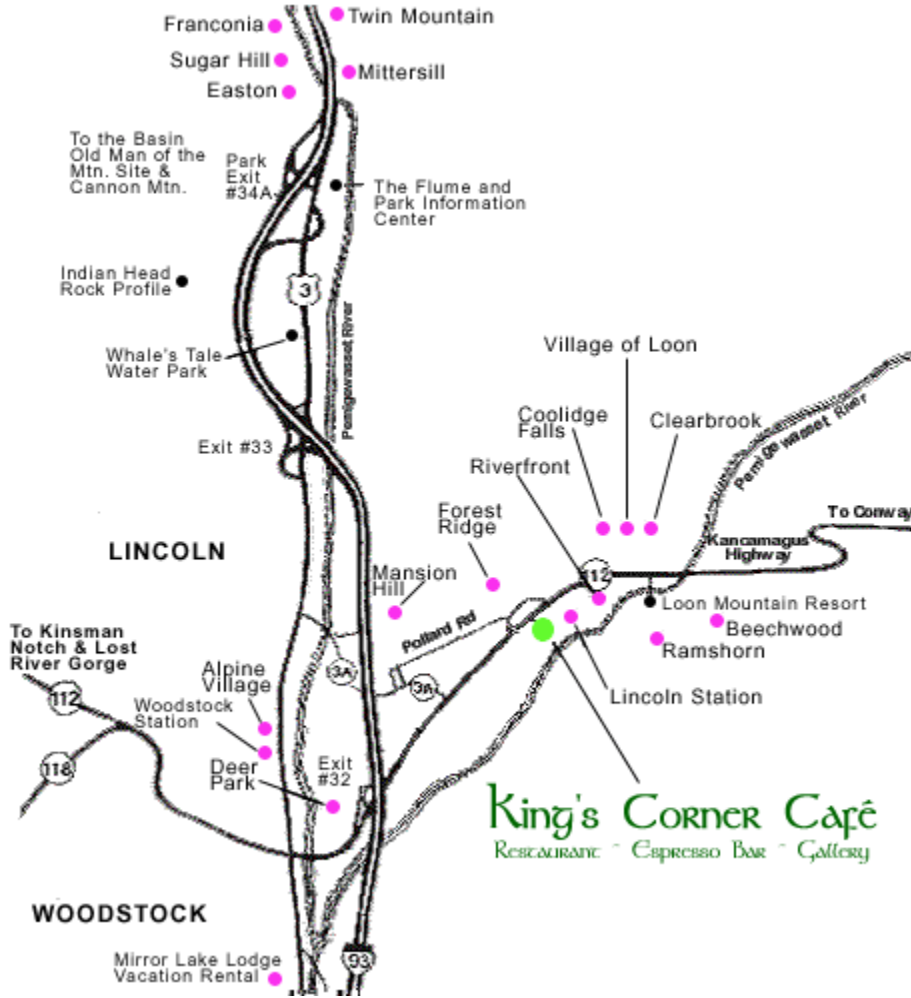 Franconia
Twin Mountain
Sugar Hill
Mittersill
Easton
To the Basin
Old Man of the
Mtn. Site &
Cannon Mtn.
Park
Exit
#34A
The Flume and
Park Information
Center
Indian Head
Rock Profile
3
Pemigewasset River
Whale's Tale
Water Park
Village of Loon
Coolidge
Falls
Clearbrook
Pemigewasset River
Exit #33
Riverfront
Forest
Ridge
To Conway
Kancamagus
Highway
LINCOLN
Mansion
Hill
112
Loon Mountain Resort
Beechwood
Ramshorn
Pollard Rd
To Kinsman
Notch & Lost
River Gorge
3A
3A
Lincoln Station
112
Alpine
Village
Woodstock
Station
118
Deer
Park
Exit
#32
King's Corner Café
Restaurant ~ Espresso Bar ~ Gallery
WOODSTOCK
Mirror Lake Lodge
Vacation Rental
93